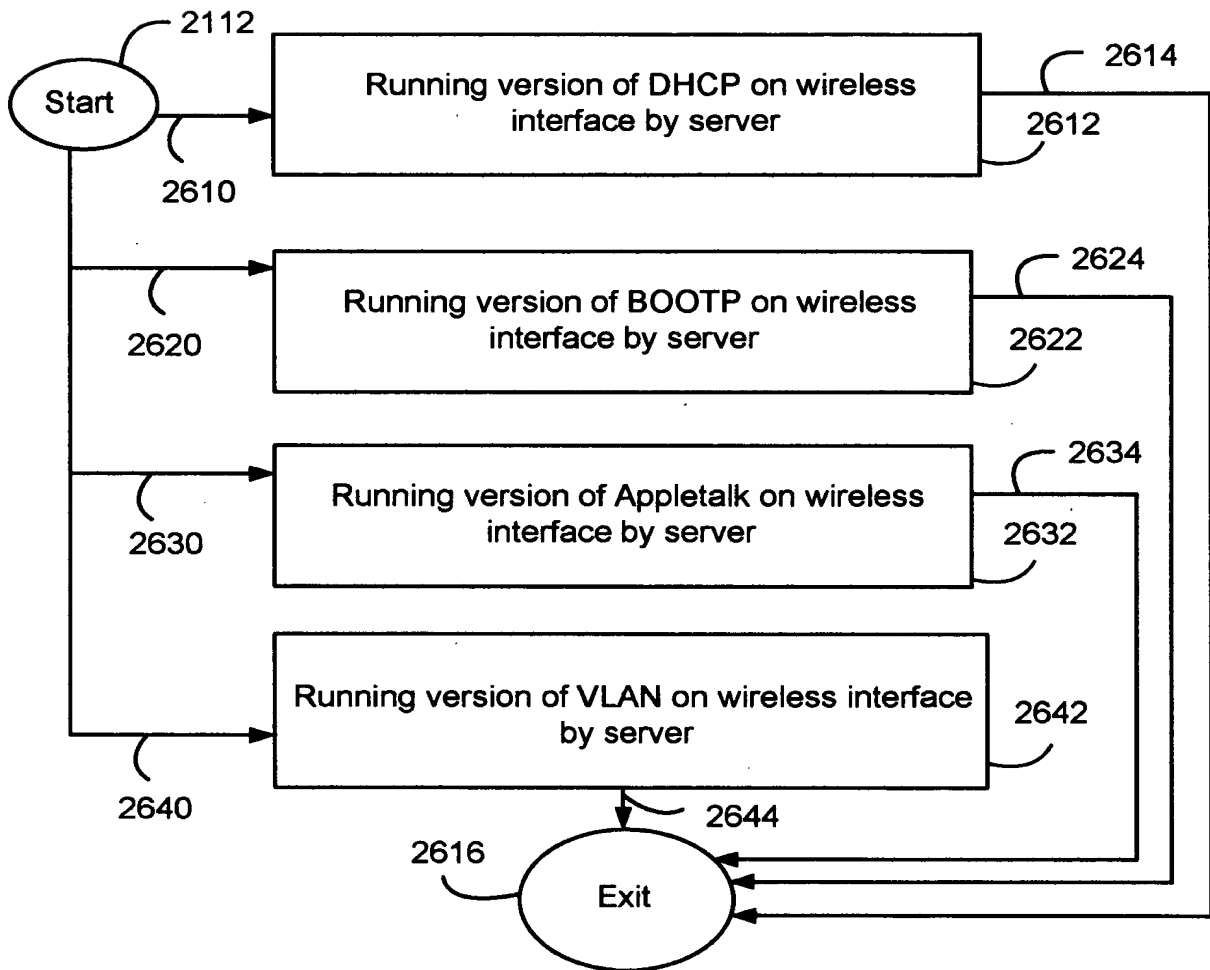 2112
Start
Running version of DHCP on wireless
interface by server
2614
2612
2610
Running version of BOOTP on wireless
interface by server
2624
2622
2620
Running version of Appletalk on wireless
interface by server
2634
2632
2630
Running version of VLAN on wireless interface
by server
2642
2640
2644
2616
Exit